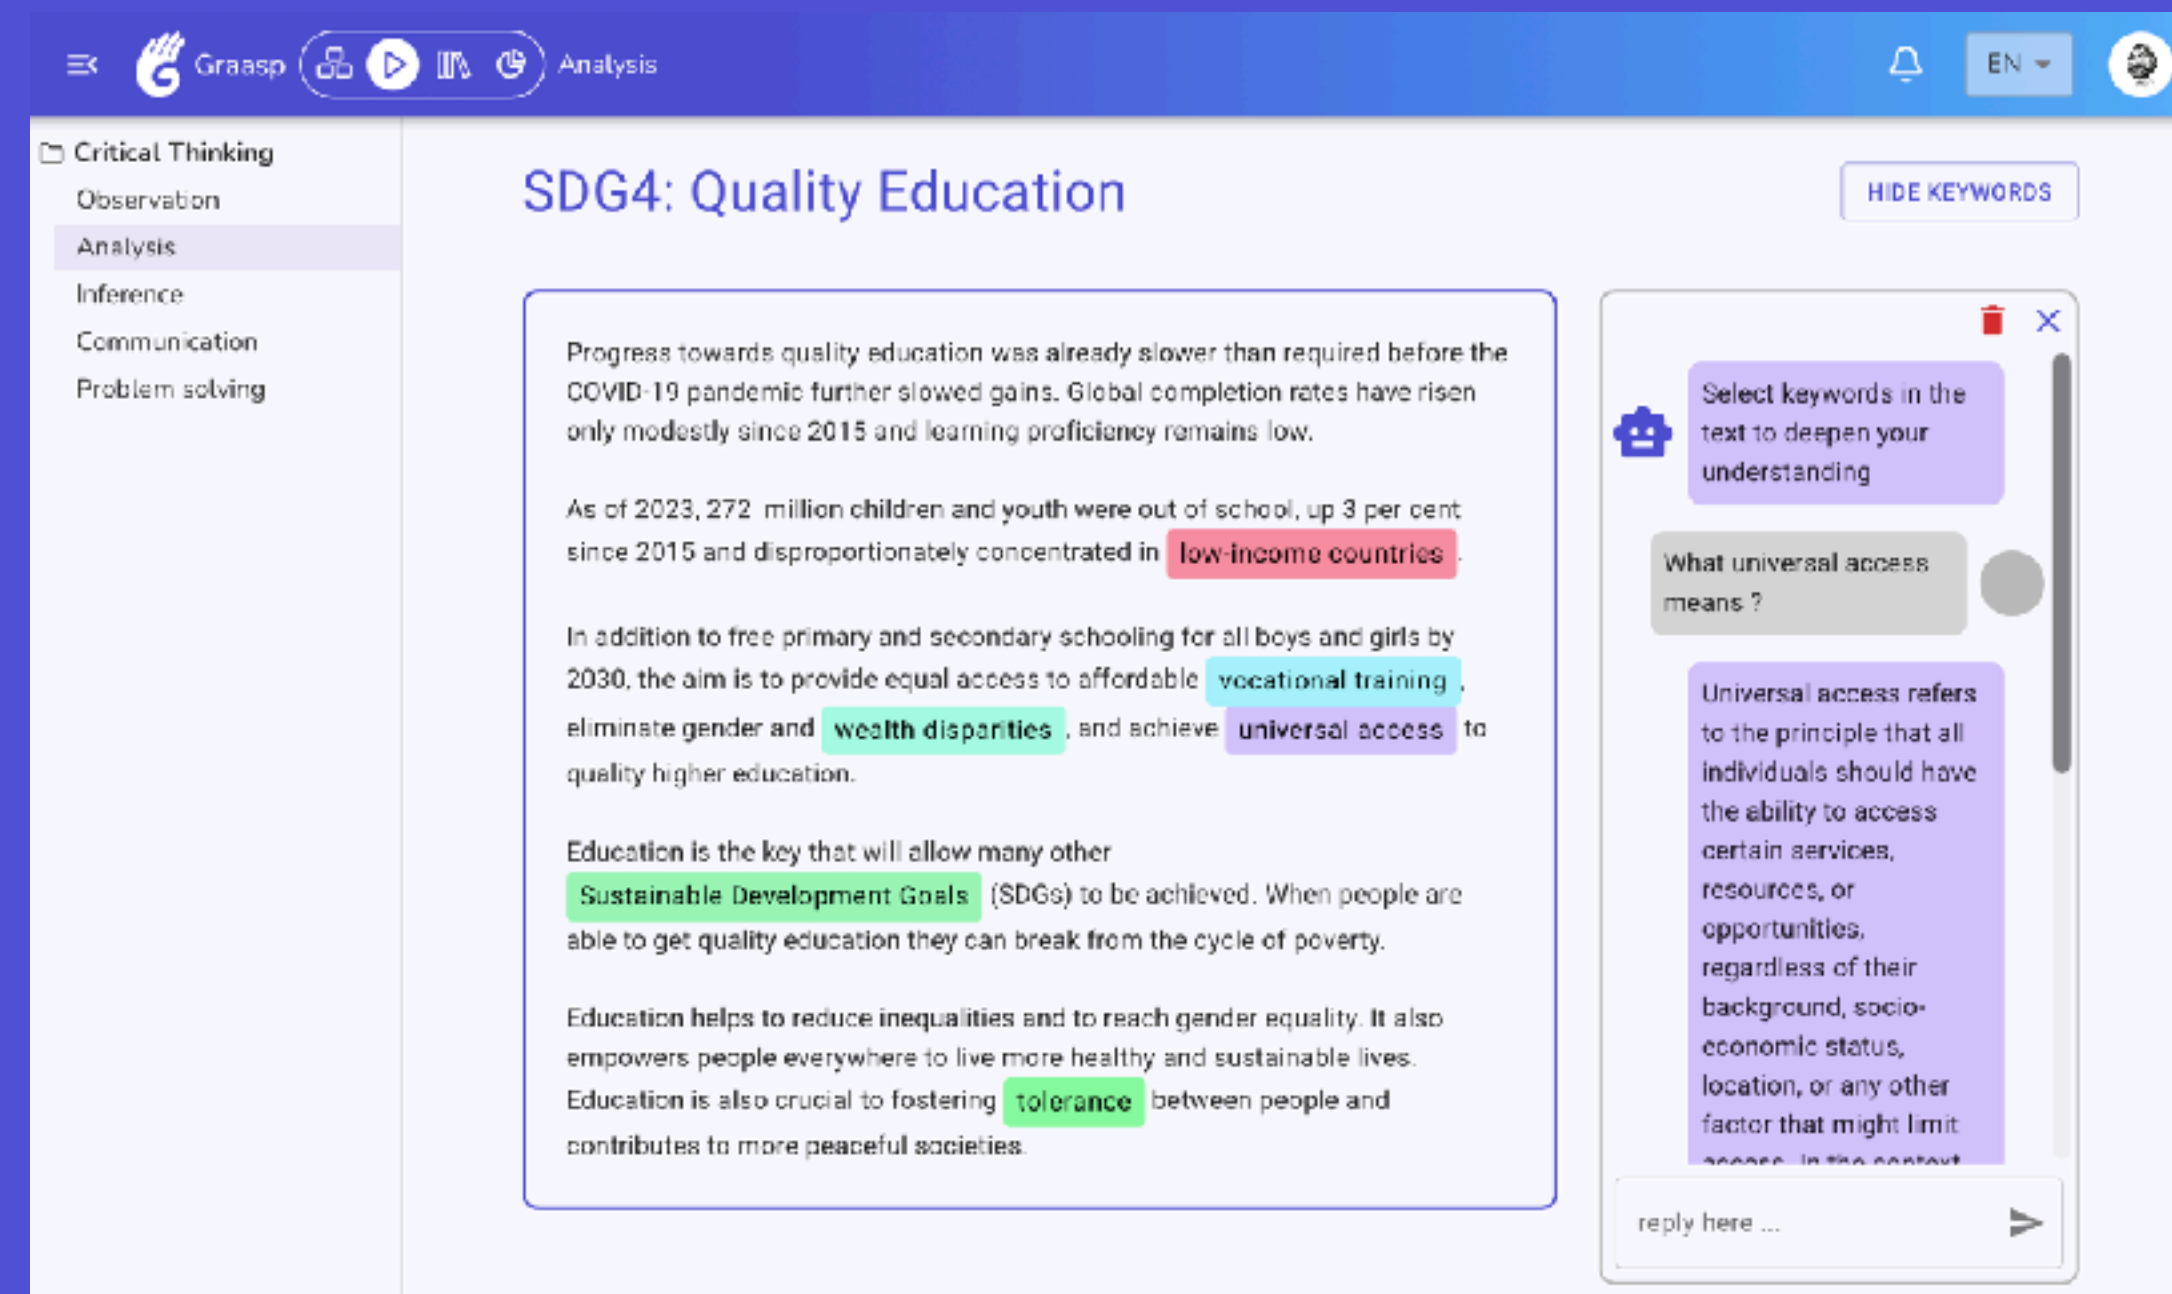 Graasp
Analysis
EN
Critical Thinking
Observation
Analysis
Inference
Communication
Problem solving
SDG4: Quality Education
HIDE KEYWORDS
Progress towards quality education was already slower than required before the
COVID-19 pandemic further slowed gains. Global completion rates have risen
only modestly since 2015 and learning proficiency remains low.
As of 2023, 272 million children and youth were out of school, up 3 per cent
since 2015 and disproportionately concentrated in low-income countries .
In addition to free primary and secondary schooling for all boys and girls by
2030, the aim is to provide equal access to affordable vocational training ,
eliminate gender and wealth disparities , and achieve universal access to
quality higher education.
Education is the key that will allow many other
Sustainable Development Goals (SDGs) to be achieved. When people are
able to get quality education they can break from the cycle of poverty.
Education helps to reduce inequalities and to reach gender equality. It also
empowers people everywhere to live more healthy and sustainable lives.
Education is also crucial to fostering tolerance between people and
contributes to more peaceful societies.
Select keywords in the
text to deepen your
understanding
What universal access
means ?
Universal access refers
to the principle that all
individuals should have
the ability to access
certain services,
resources, or
opportunities,
regardless of their
background, socio-
economic status,
location, or any other
factor that might limit
access. In the context
reply here ...